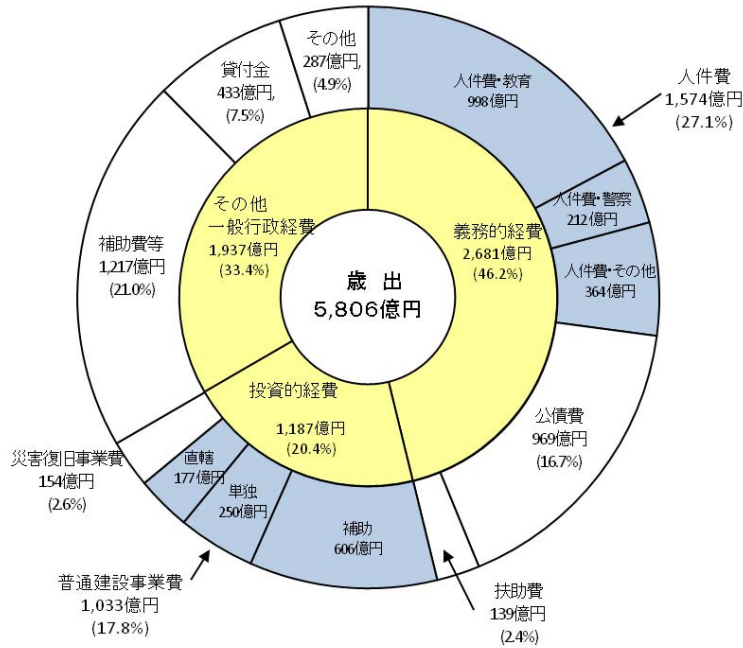 歳 出
5,806億円
義務的経費
2,681億円
(46.2%)
投資的経費
1,187億円
(20.4%)
その他
一般行政経費
1,937億円
(33.4%)
人件費・教育
998億円
人件費
1,574億円
(27.1%)
人件費・警察
212億円
人件費・その他
364億円
公債費
969億円
(16.7%)
扶助費
139億円
(2.4%)
補助
606億円
単独
250億円
直轄
177億円
普通建設事業費
1,033億円
(17.8%)
災害復旧事業費
154億円
(2.6%)
補助費等
1,217億円
(21.0%)
貸付金
433億円,
(7.5%)
その他
287億円,
(4.9%)